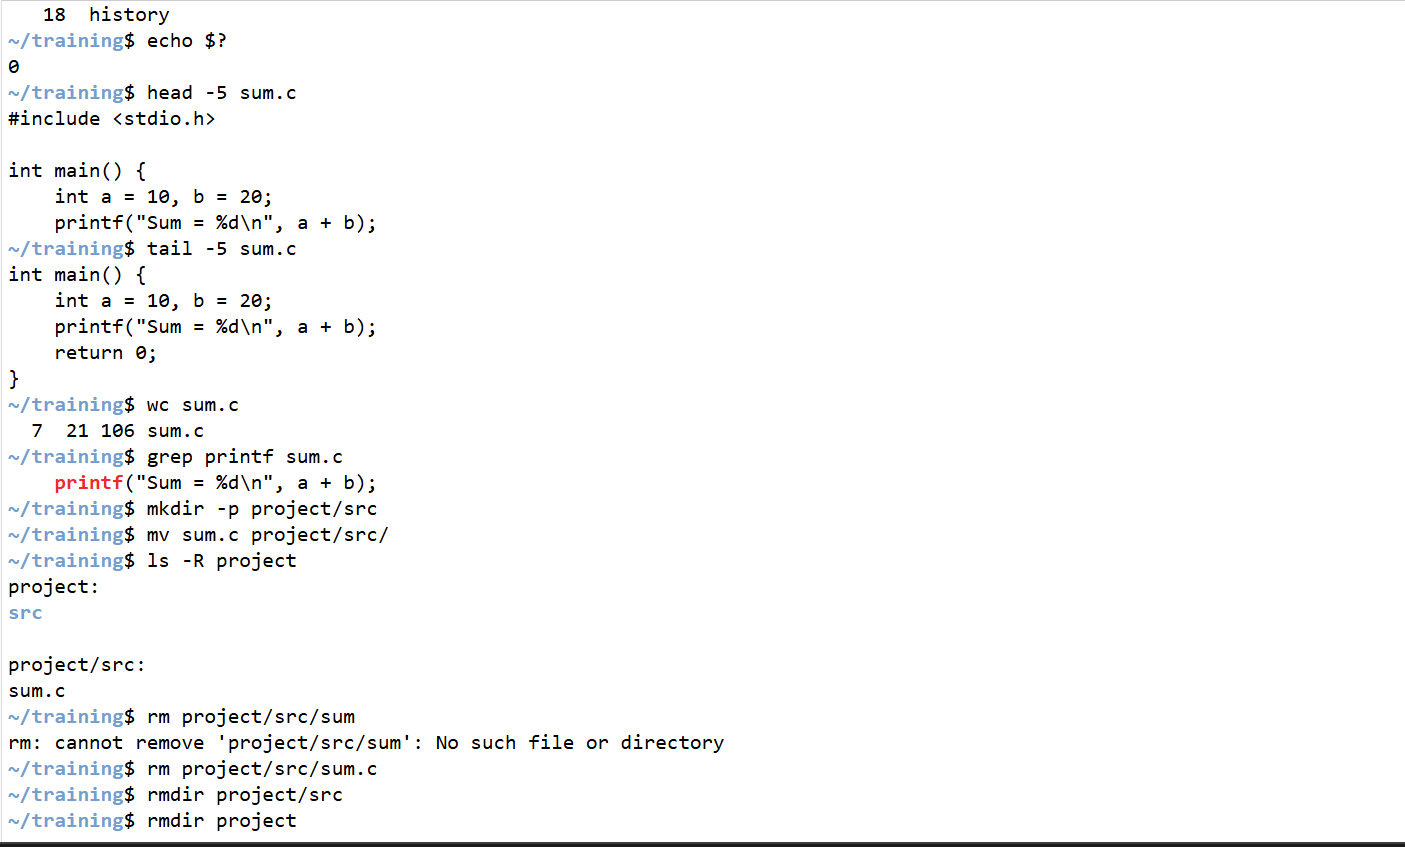 18  history
~/training$ echo $?
0
~/training$ head -5 sum.c
#include <stdio.h>

int main() {
    int a = 10, b = 20;
    printf("Sum = %d\n", a + b);
~/training$ tail -5 sum.c
int main() {
    int a = 10, b = 20;
    printf("Sum = %d\n", a + b);
    return 0;
}
~/training$ wc sum.c
  7  21 106 sum.c
~/training$ grep printf sum.c
    printf("Sum = %d\n", a + b);
~/training$ mkdir -p project/src
~/training$ mv sum.c project/src/
~/training$ ls -R project
project:
src

project/src:
sum.c
~/training$ rm project/src/sum
rm: cannot remove 'project/src/sum': No such file or directory
~/training$ rm project/src/sum.c
~/training$ rmdir project/src
~/training$ rmdir project